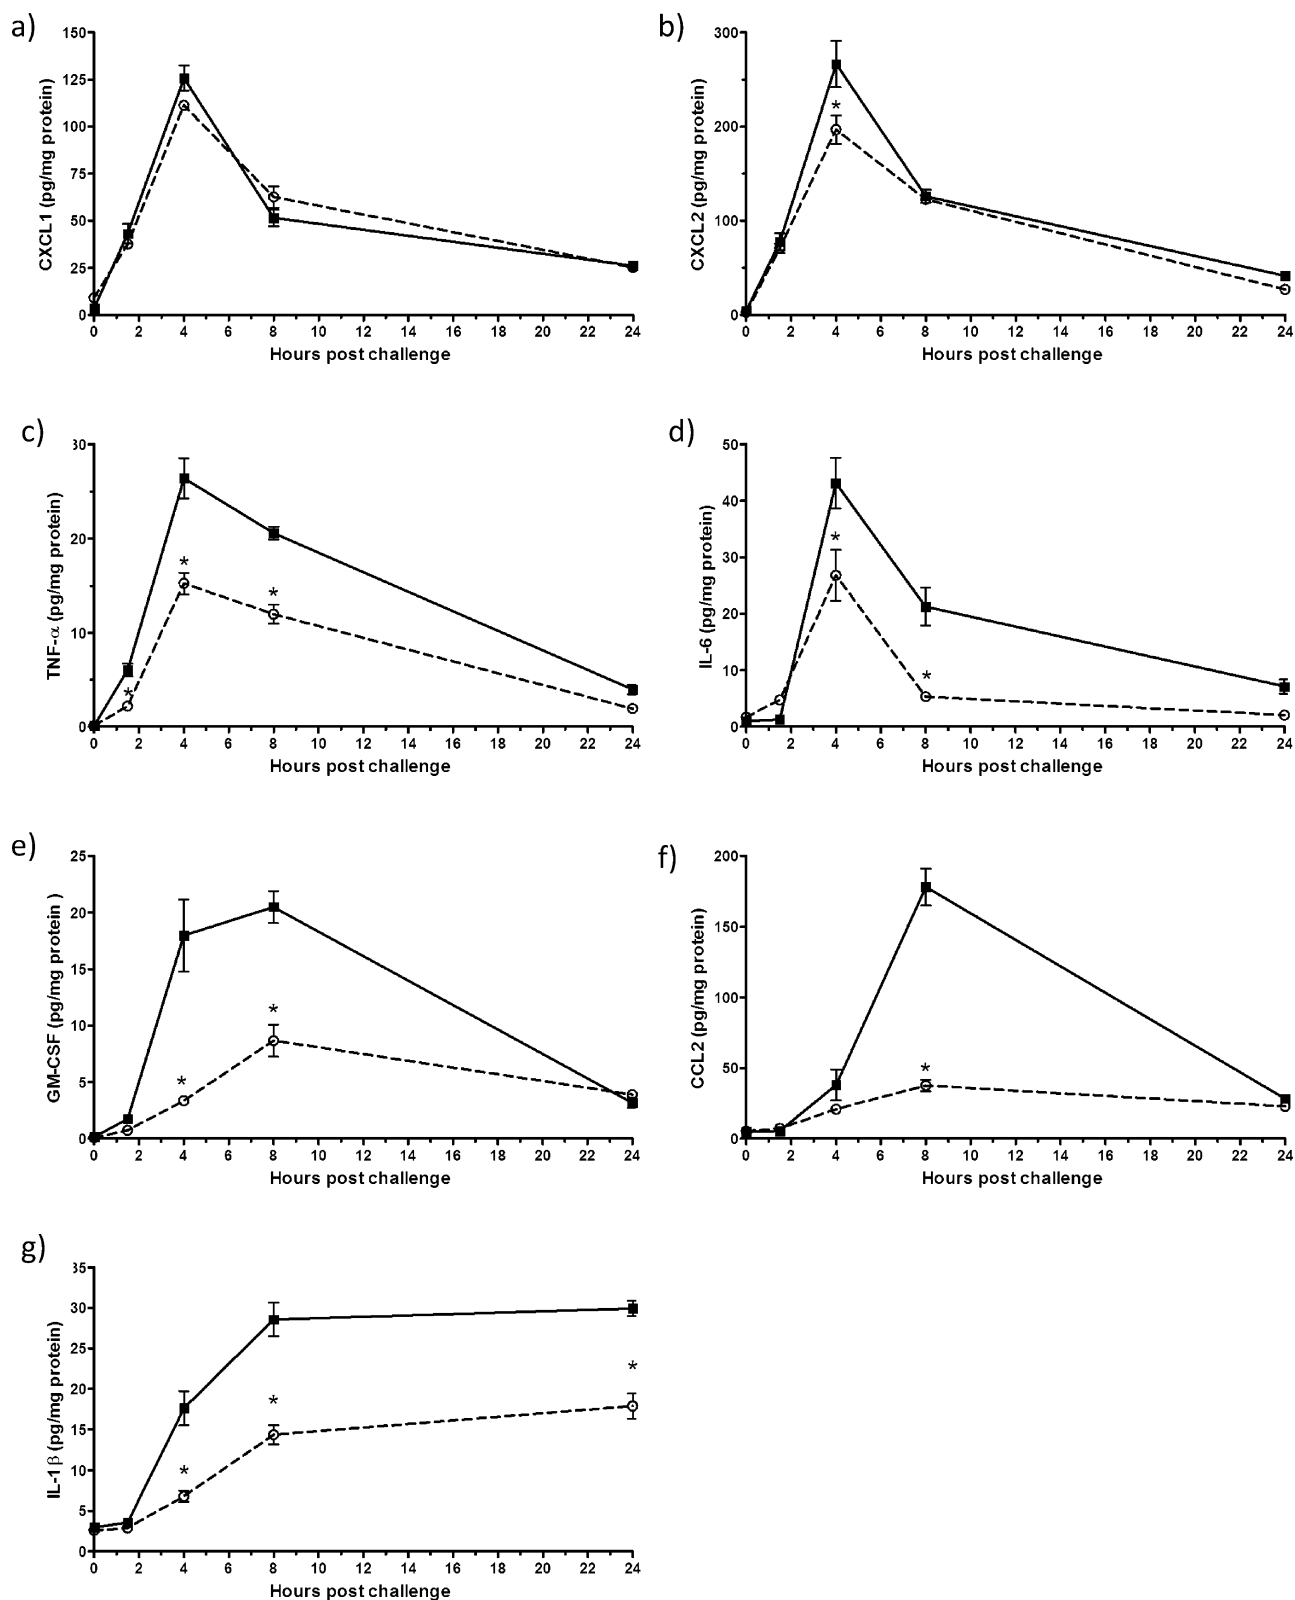 a)
150
125
100
75
50
25
0
CXCL1 (pg/mg protein)
0 2 4 6 8 10 12 14 16 18 20 22 24
Hours post challenge
b)
300
200
100
0
CXCL2 (pg/mg protein)
*
0 2 4 6 8 10 12 14 16 18 20 22 24
Hours post challenge
c)
30
20
10
0
TNF-α (pg/mg protein)
* * *
0 2 4 6 8 10 12 14 16 18 20 22 24
Hours post challenge
d)
50
40
30
20
10
0
IL-6 (pg/mg protein)
* *
0 2 4 6 8 10 12 14 16 18 20 22 24
Hours post challenge
e)
25
20
15
10
5
0
GM-CSF (pg/mg protein )
* *
0 2 4 6 8 10 12 14 16 18 20 22 24
Hours post challenge
f)
200
150
100
50
0
CCL2 (pg/mg protein)
*
0 2 4 6 8 10 12 14 16 18 20 22 24
Hours post challenge
g)
35
30
25
20
15
10
5
0
IL-1β (pg/mg protein)
* * *
0 2 4 6 8 10 12 14 16 18 20 22 24
Hours post challenge